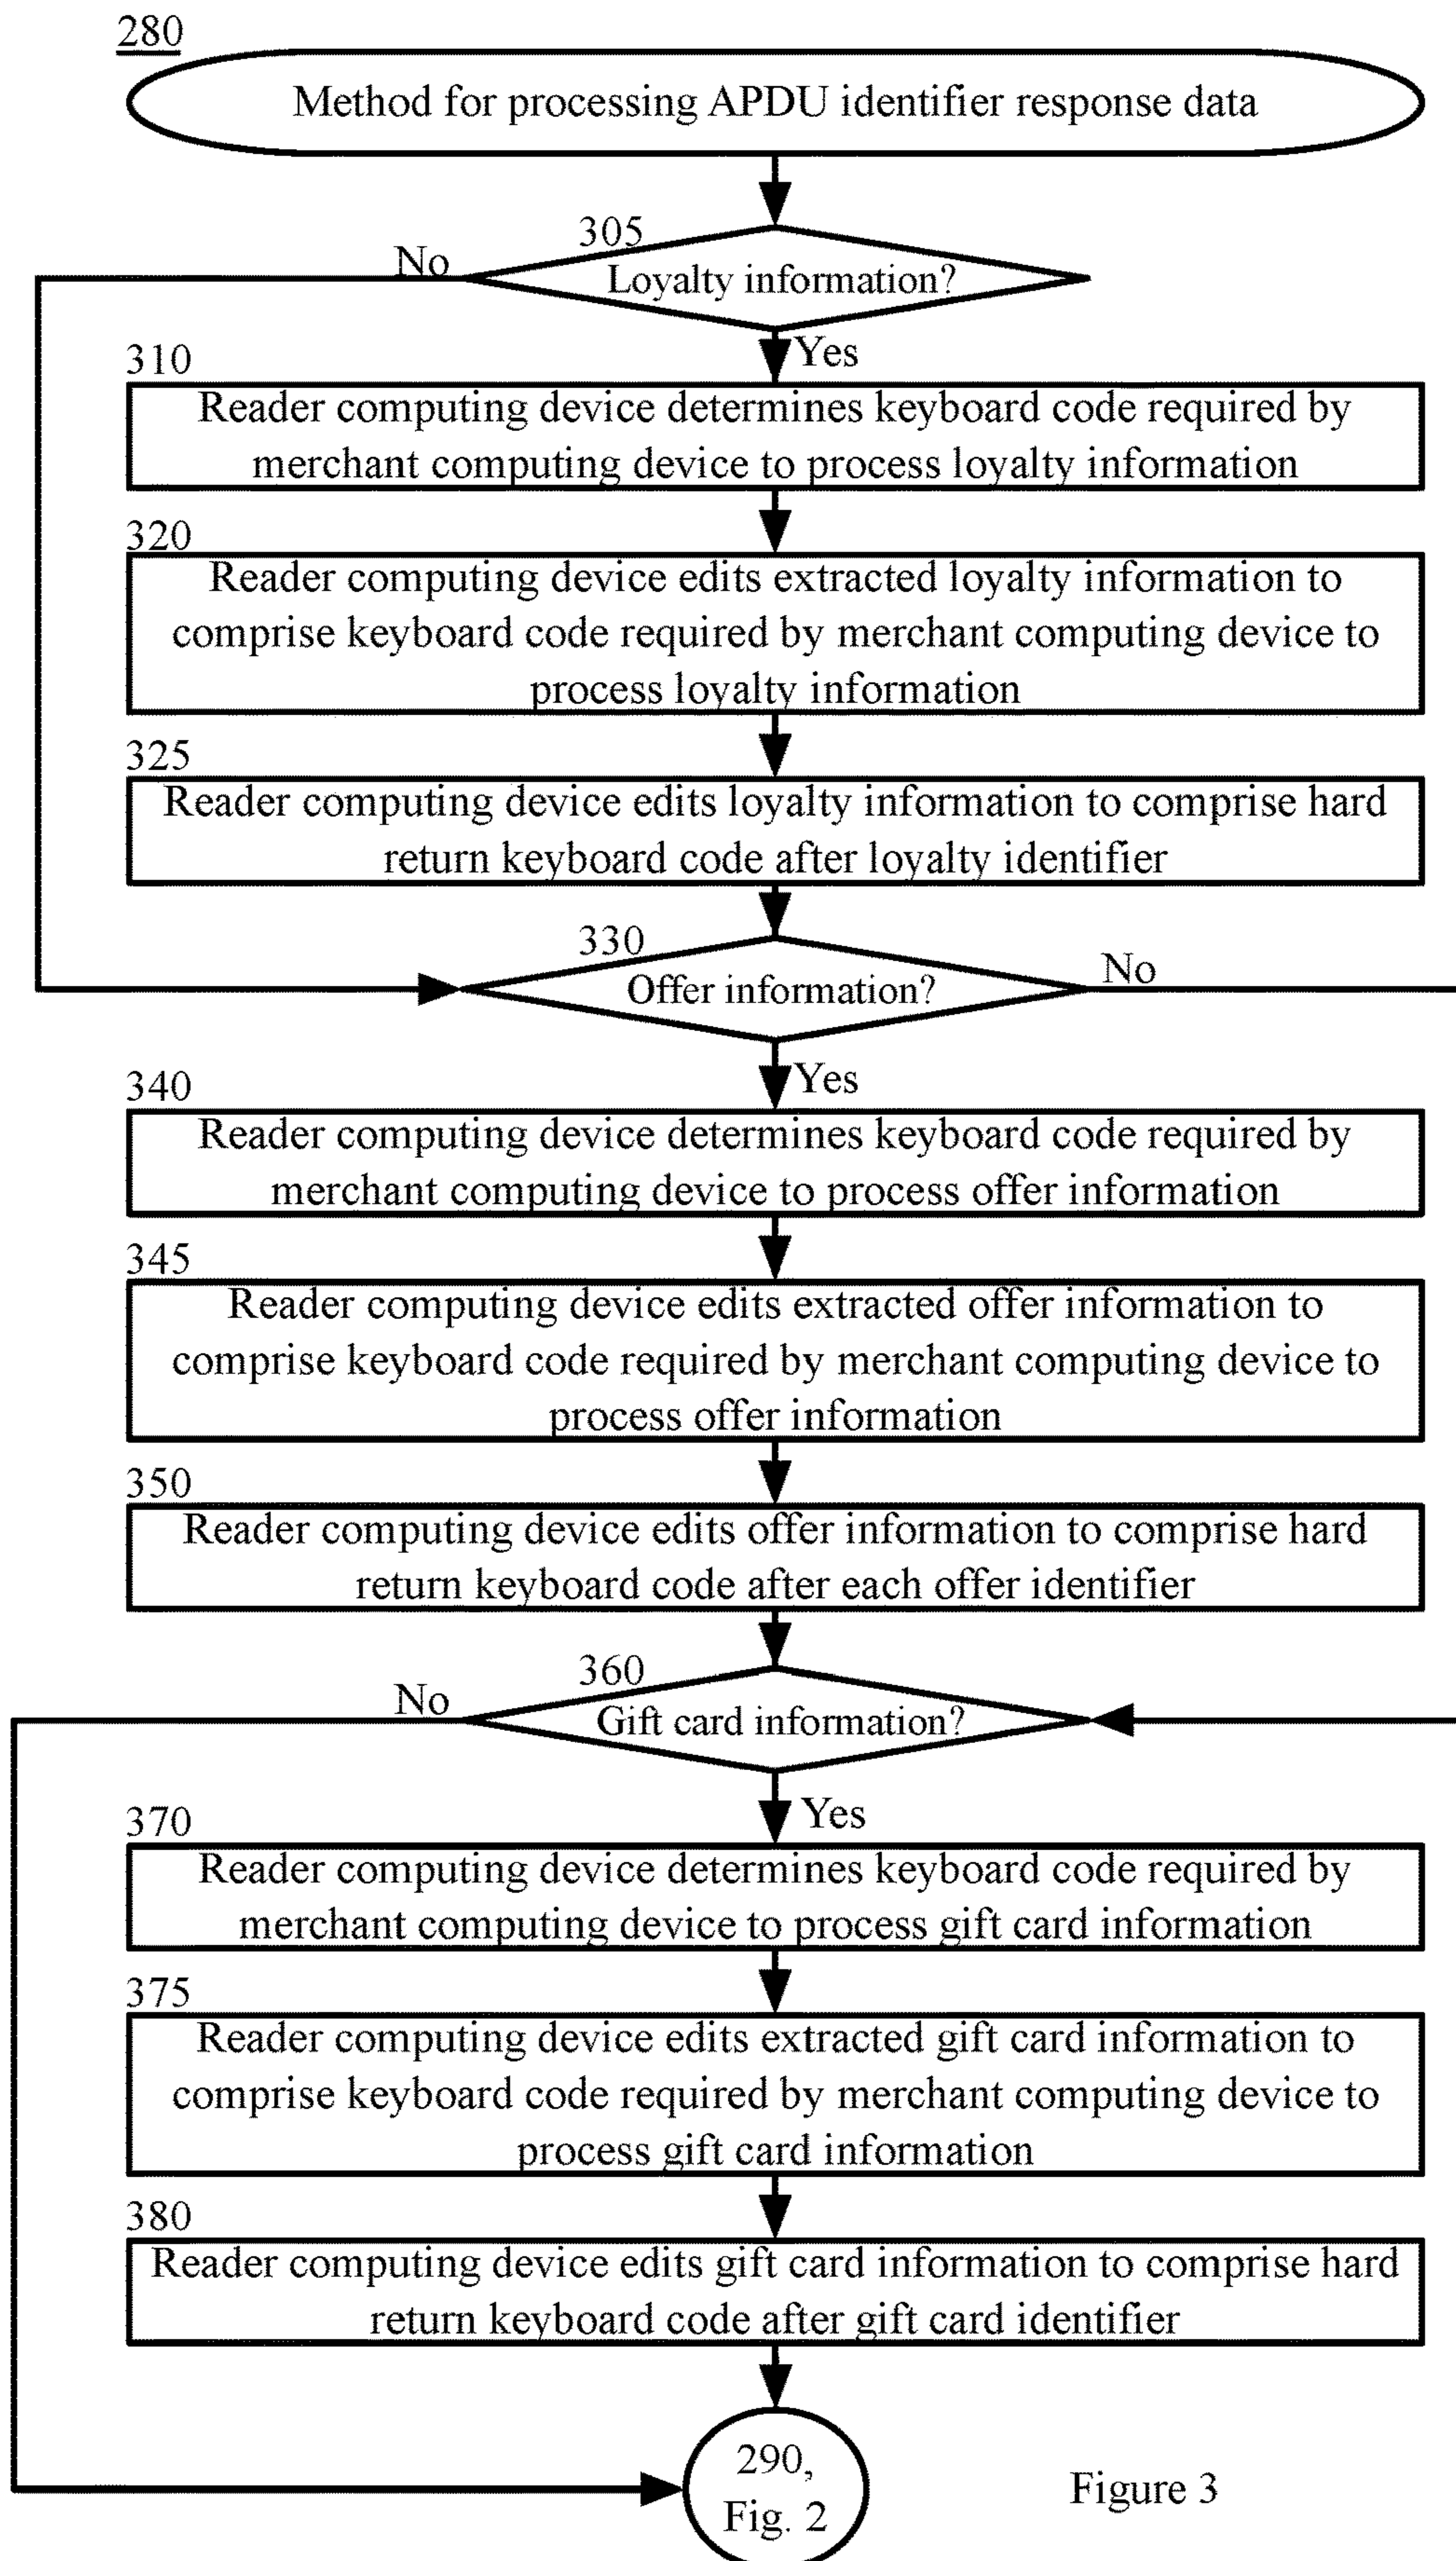 280
Method for processing APDU identifier response data
305
No
Loyalty information?
Yes
310
Reader computing device determines keyboard code required by
merchant computing device to process loyalty information
320
Reader computing device edits extracted loyalty information to
comprise keyboard code required by merchant computing device to
process loyalty information
325
Reader computing device edits loyalty information to comprise hard
return keyboard code after loyalty identifier
330
No
Offer information?
Yes
340
Reader computing device determines keyboard code required by
merchant computing device to process offer information
345
Reader computing device edits extracted offer information to
comprise keyboard code required by merchant computing device to
process offer information
350
Reader computing device edits offer information to comprise hard
return keyboard code after each offer identifier
360
No
Gift card information?
Yes
370
Reader computing device determines keyboard code required by
merchant computing device to process gift card information
375
Reader computing device edits extracted gift card information to
comprise keyboard code required by merchant computing device to
process gift card information
380
Reader computing device edits gift card information to comprise hard
return keyboard code after gift card identifier
290,
Fig. 2
Figure 3